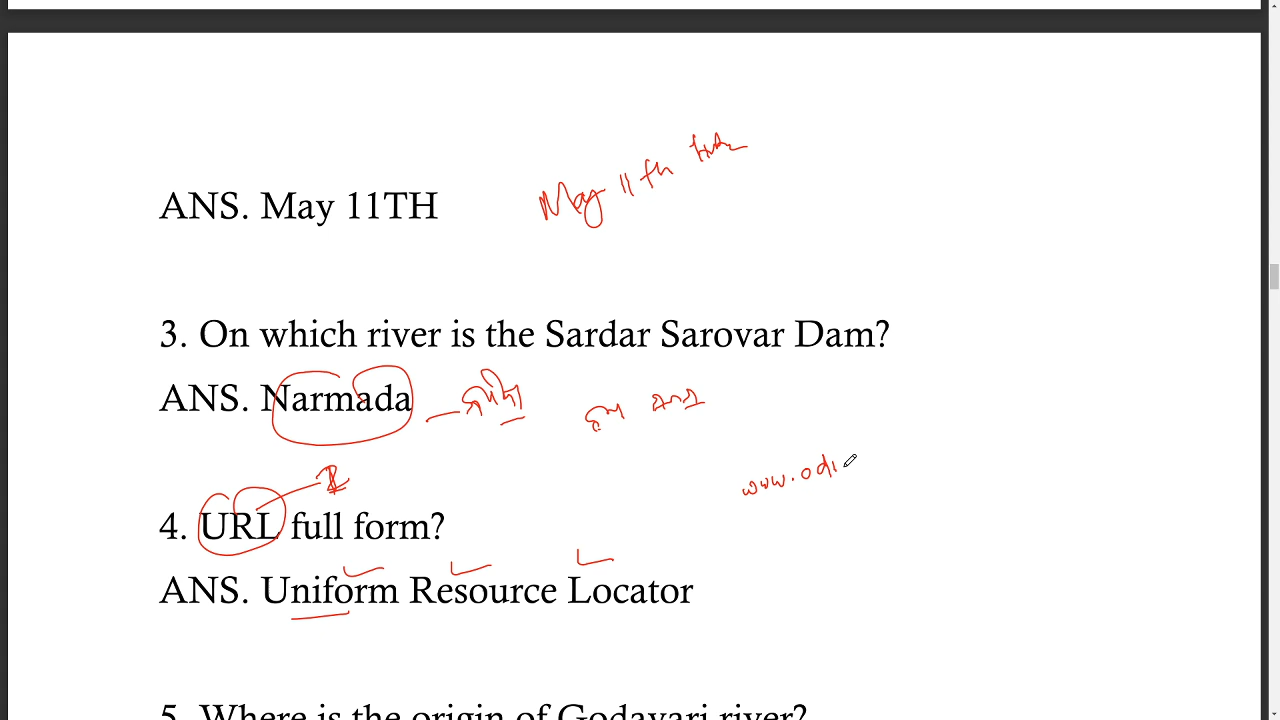 ANS. May 11TH May 11th
3. On which river is the Sardar Sarovar Dam?
ANS. Narmada
www.odi
4. URL full form?
ANS. Uniform Resource Locator
5. Where is the origin of Godavari river?